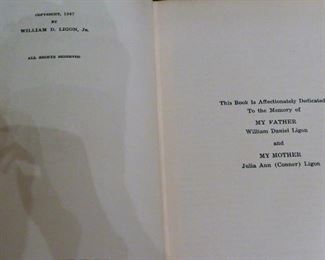 COPYRIGHT, 1947
BY
WILLIAM D. LIGON, Jr.
ALL RIGHTS RESERVED
This Book Is Affectionately Dedicated
To the Memory of
MY FATHER
William Daniel Ligon
and
MY MOTHER
Julia Ann (Conner) Ligon